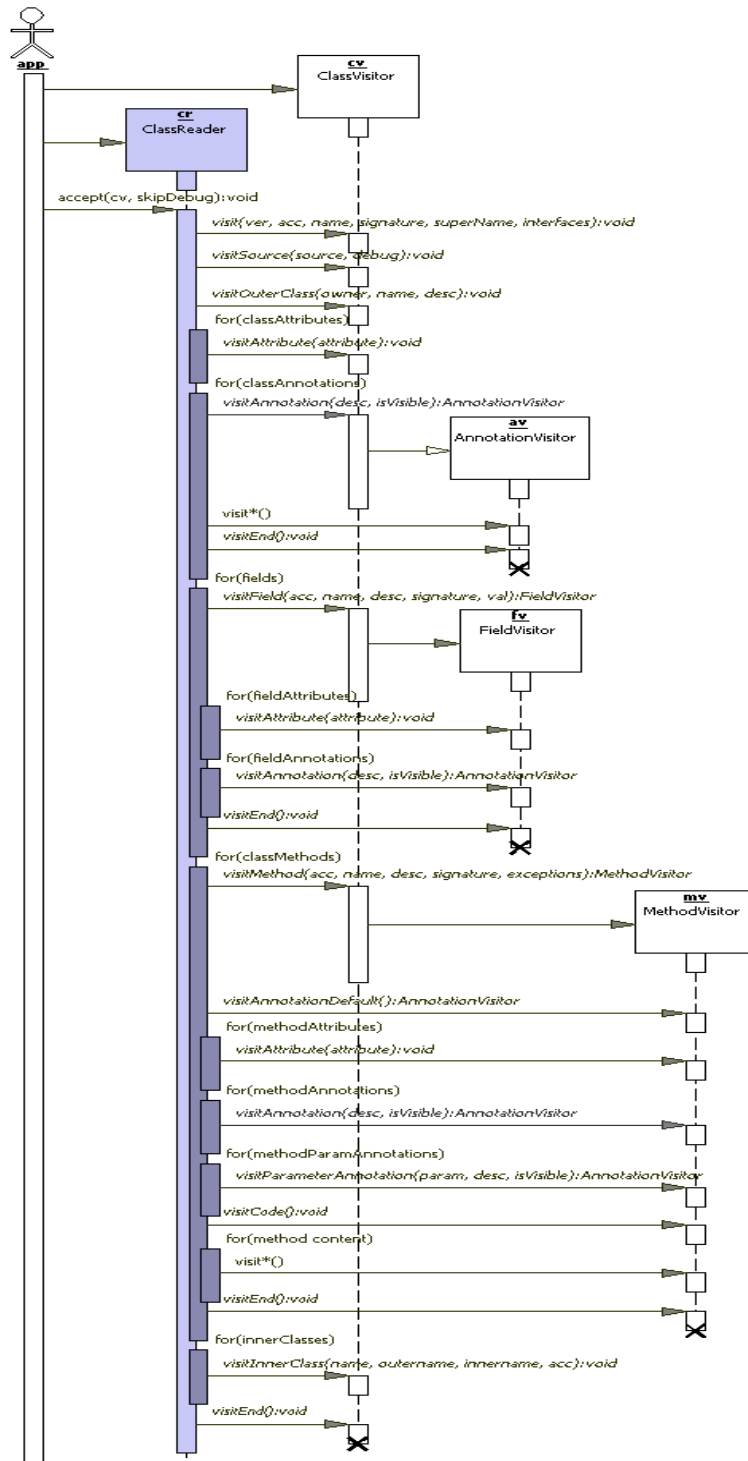 app
cv
ClassVisitor
cr
ClassReader
accept(cv, skipDebug):void
visit(ver, acc, name, signature, superName, interfaces):void
visitSource(source, debug):void
visitOuterClass(owner, name, desc):void
for(classAttributes)
visitAttribute(attribute):void
for(classAnnotations)
visitAnnotation(desc, isVisible):AnnotationVisitor
av
AnnotationVisitor
visit*()
visitEnd():void
for(fields)
visitField(acc, name, desc, signature, val):FieldVisitor
fv
FieldVisitor
for(fieldAttributes)
visitAttribute(attribute):void
for(fieldAnnotations)
visitAnnotation(desc, isVisible):AnnotationVisitor
visitEnd():void
for(classMethods)
visitMethod(acc, name, desc, signature, exceptions):MethodVisitor
mv
MethodVisitor
visitAnnotationDefault():AnnotationVisitor
for(methodAttributes)
visitAttribute(attribute):void
for(methodAnnotations)
visitAnnotation(desc, isVisible):AnnotationVisitor
for(methodParamAnnotations)
visitParameterAnnotation(param, desc, isVisible):AnnotationVisitor
visitCode():void
for(method content)
visit*()
visitEnd():void
for(innerClasses)
visitInnerClass(name, outername, innername, acc):void
visitEnd():void